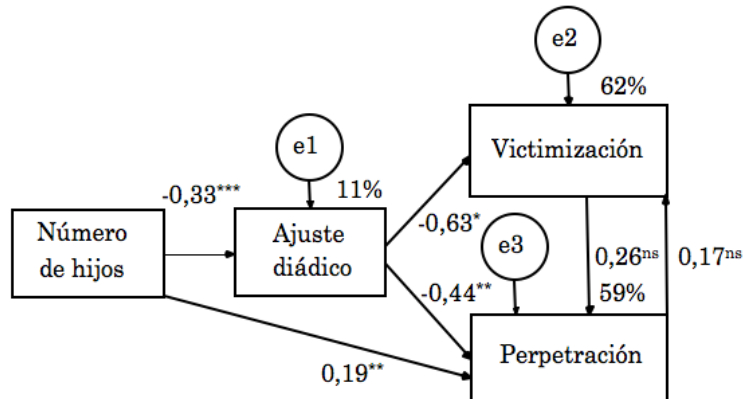 e2
62%
Victimización
e1
-0,33***
11%
Número
de hijos
Ajuste
diádico
-0,63*
e3
0,26ns
0,17ns
-0,44**
59%
Perpetración
0,19**